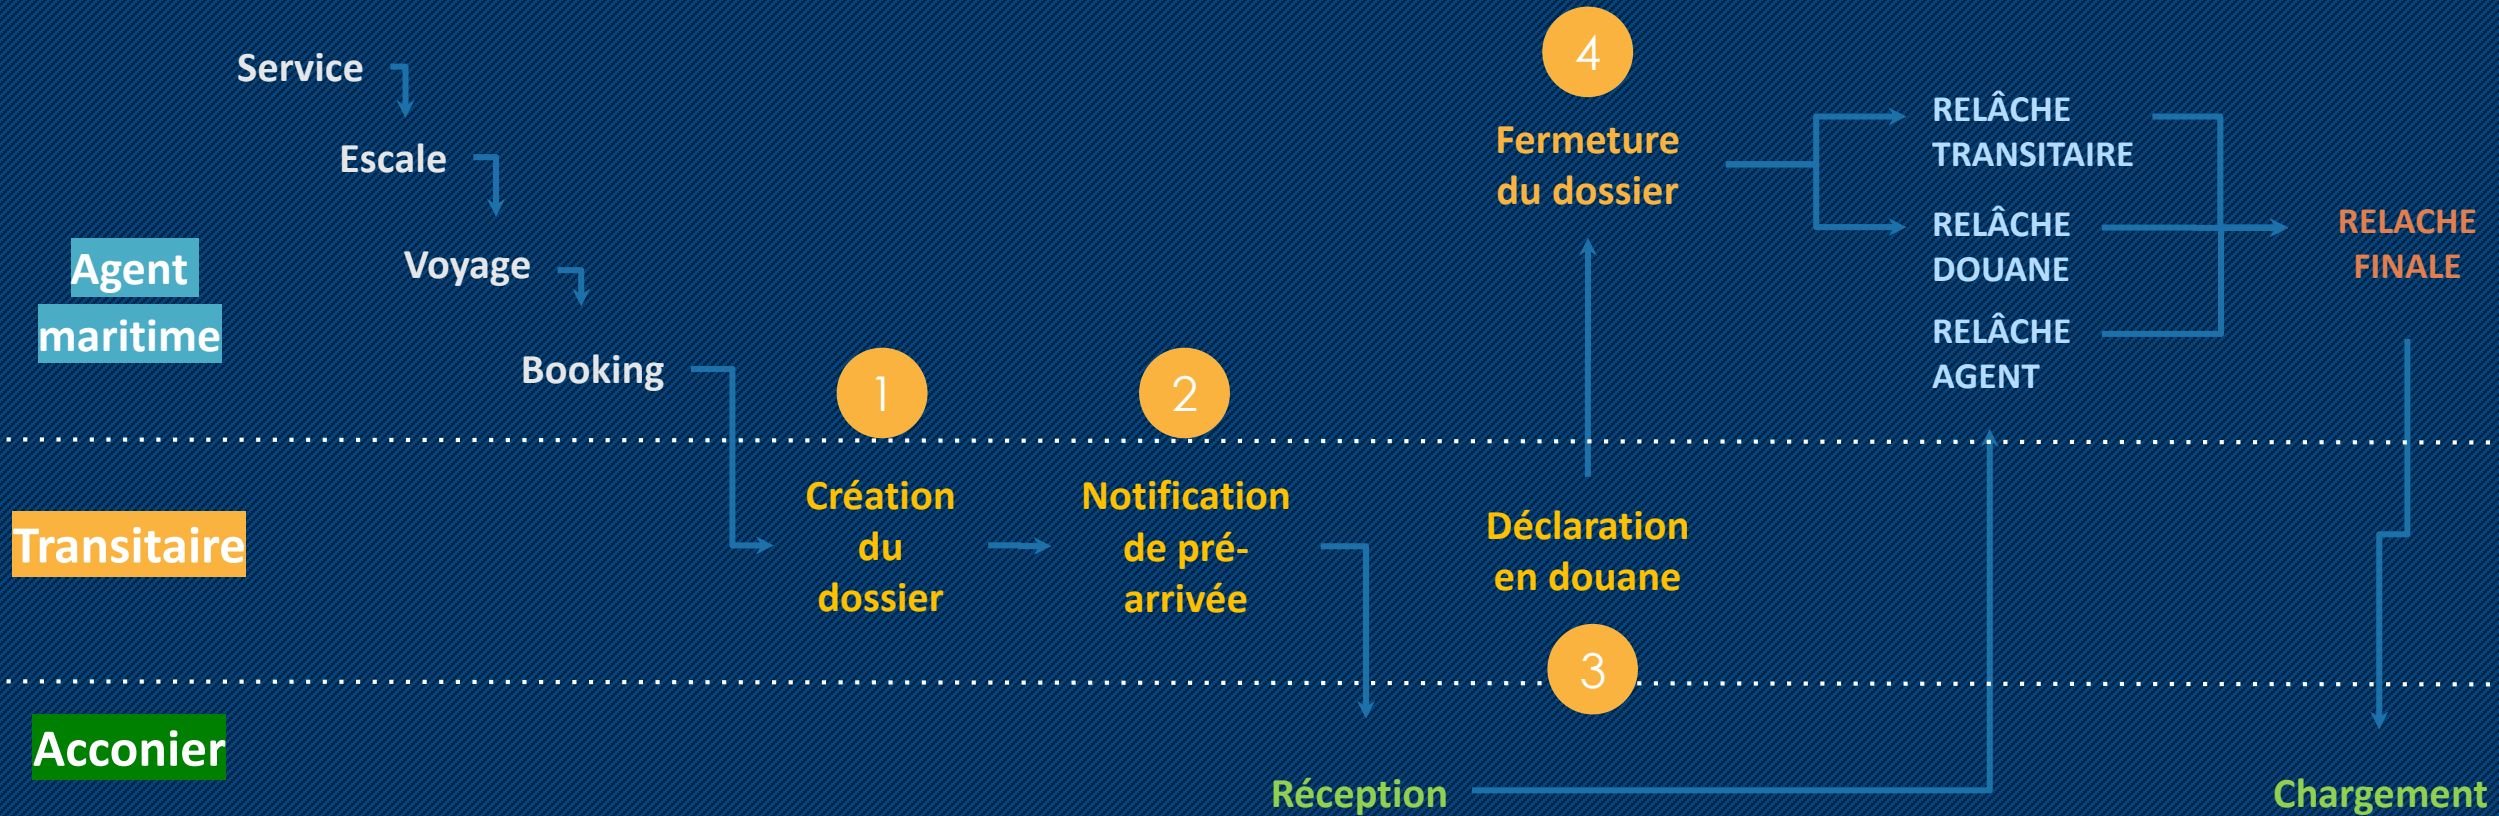 Service
Escale
Voyage
Booking
Agent
maritime
1
2
4
Fermeture
du dossier
RELÂCHE
TRANSITAIRE
RELÂCHE
DOUANE
RELÂCHE
AGENT
RELACHE
FINALE
Transitaire
Création
du
dossier
Notification
de pré-
arrivée
Déclaration
en douane
3
Acconier
Réception
Chargement